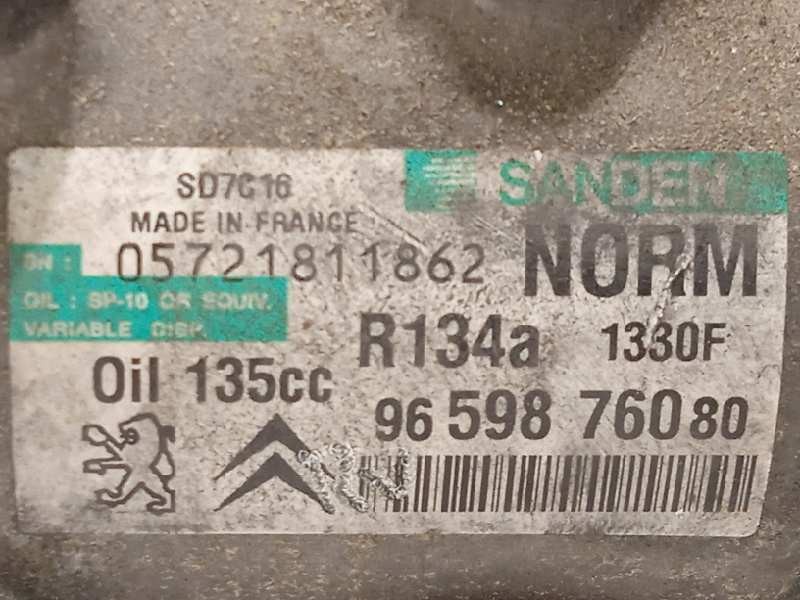 SD7C16
SANDEN
MADE IN FRANCE
SN : 05721811862
NORM
OIL : SP-10 OR EQUIV.
VARIABLE DISP.
R134a 1330F
Oil 135cc
96 598 760 80